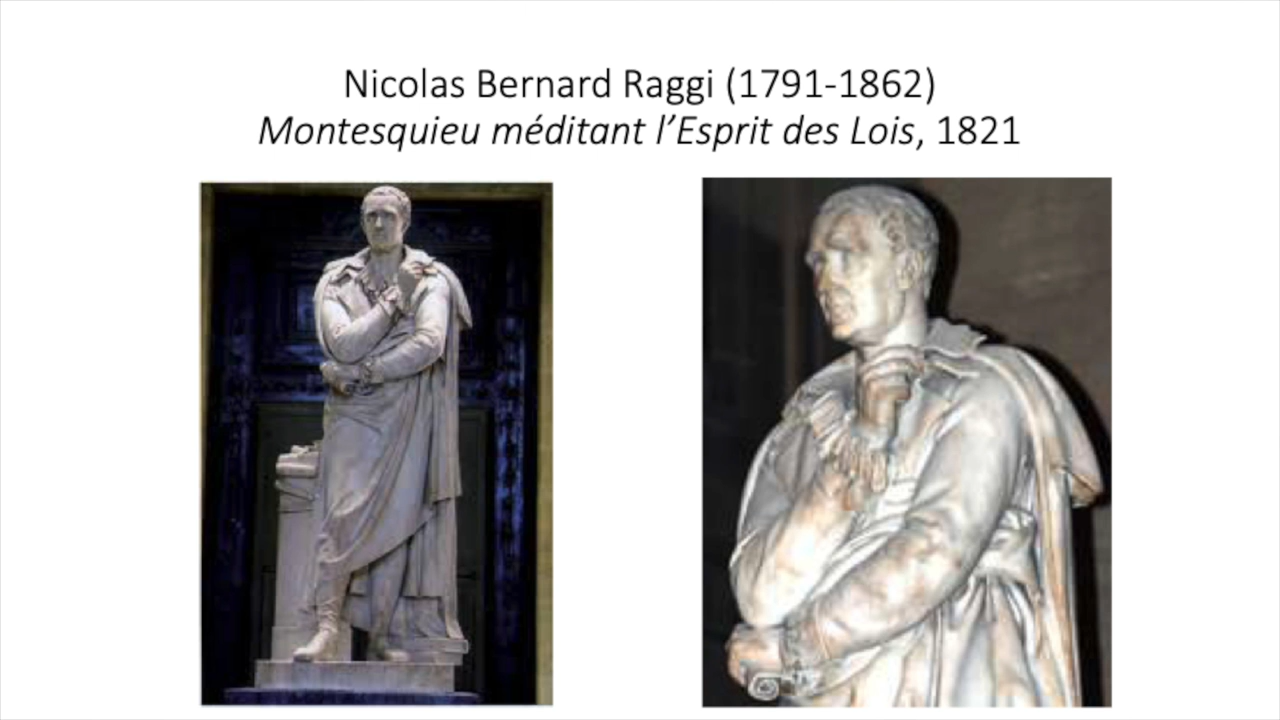 Nicolas Bernard Raggi (1791-1862)
Montesquieu méditant l’Esprit des Lois, 1821